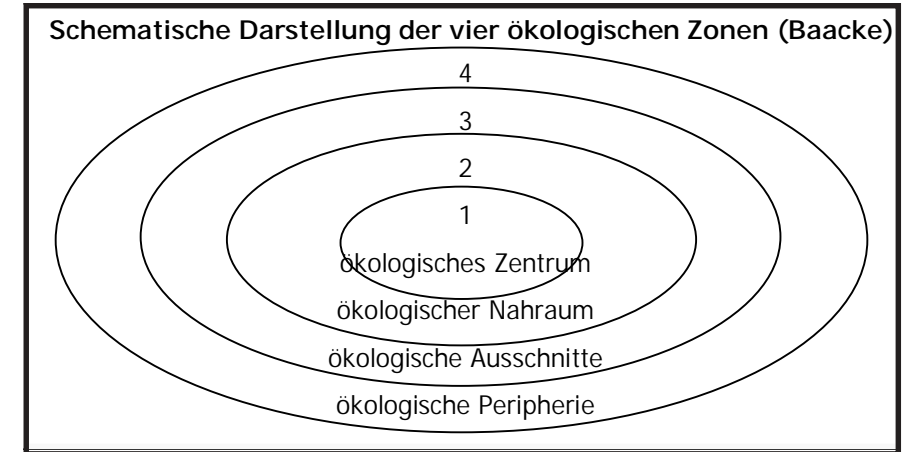 Schematische Darstellung der vier ökologischen Zonen (Baacke)
4
3
2
1
ökologisches Zentrum
ökologischer Nahraum
ökologische Ausschnitte
ökologische Peripherie